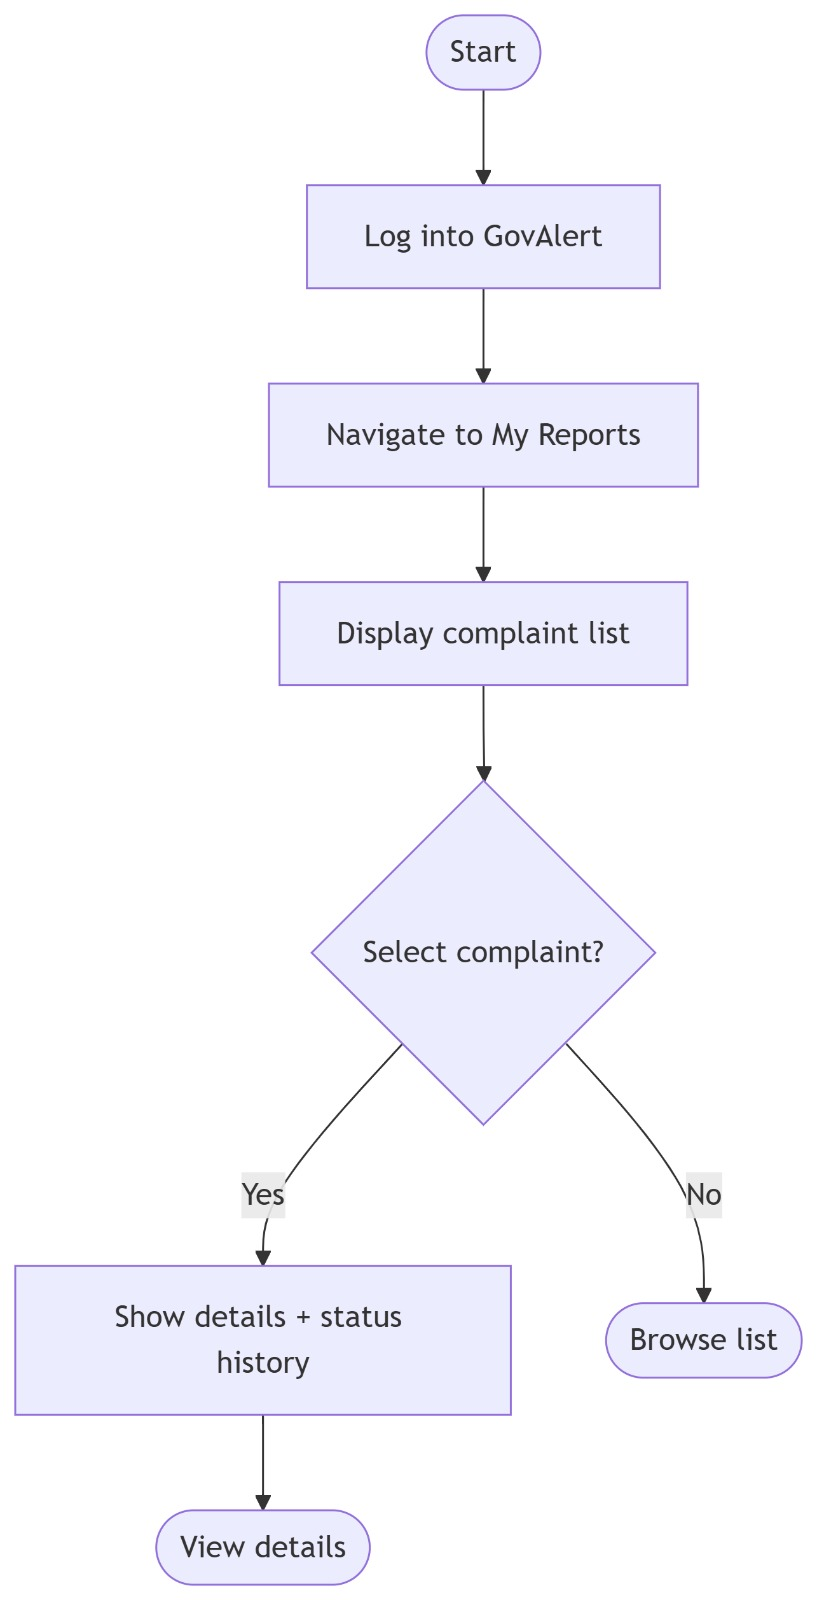 Start
Log into GovAlert
Navigate to My Reports
Display complaint list
Select complaint?
Yes
No
Show details + status
history
Browse list
View details